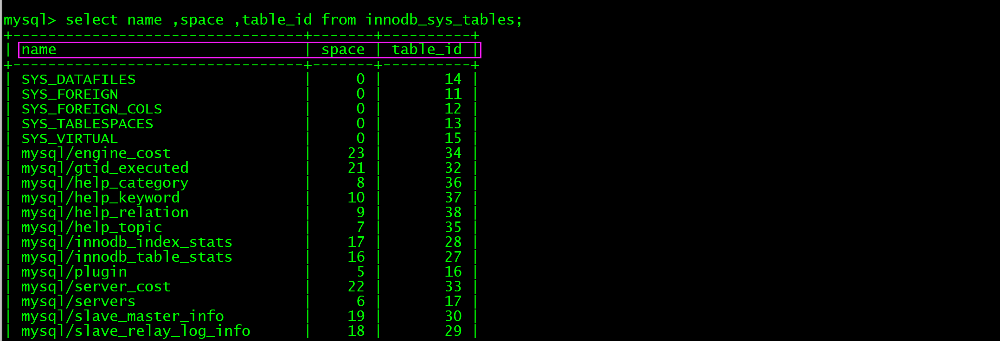 mysql> select name ,space ,table_id from innodb_sys_tables;
+---------------------------------+-------+----------+
| name                            | space | table_id |
+---------------------------------+-------+----------+
| SYS_DATAFILES                   |     0 |       14 |
| SYS_FOREIGN                     |     0 |       11 |
| SYS_FOREIGN_COLS                |     0 |       12 |
| SYS_TABLESPACES                 |     0 |       13 |
| SYS_VIRTUAL                     |     0 |       15 |
| mysql/engine_cost               |    23 |       34 |
| mysql/gtid_executed             |    21 |       32 |
| mysql/help_category             |     8 |       36 |
| mysql/help_keyword              |    10 |       37 |
| mysql/help_relation             |     9 |       38 |
| mysql/help_topic                |     7 |       35 |
| mysql/innodb_index_stats        |    17 |       28 |
| mysql/innodb_table_stats        |    16 |       27 |
| mysql/plugin                    |     5 |       16 |
| mysql/server_cost               |    22 |       33 |
| mysql/servers                   |     6 |       17 |
| mysql/slave_master_info         |    19 |       30 |
| mysql/slave_relay_log_info      |    18 |       29 |